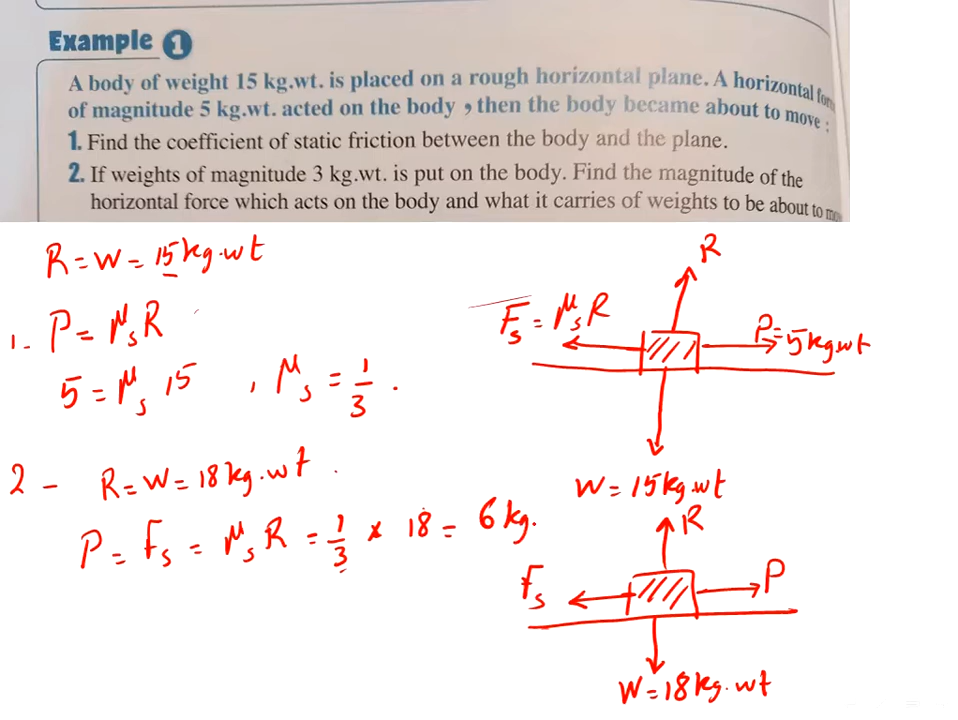 Example 1
A body of weight 15 kg.wt. is placed on a rough horizontal plane. A horizontal
of magnitude 5 kg.wt. acted on the body , then the body became about to move :
1. Find the coefficient of static friction between the body and the plane.
2. If weights of magnitude 3 kg.wt. is put on the body. Find the magnitude of the
horizontal force which acts on the body and what it carries of weights to be about to
R = W = 15 kg.wt
1- P = μs R
5 = μs 15 , μs = 1/3 .
2 - R = W = 18 kg.wt .
P = Fs = μs R = 1/3 × 18 = 6 kg.
R
Fs = μs R
P = 5 kg.wt
W = 15 kg.wt
R
Fs
P
W = 18 kg.wt